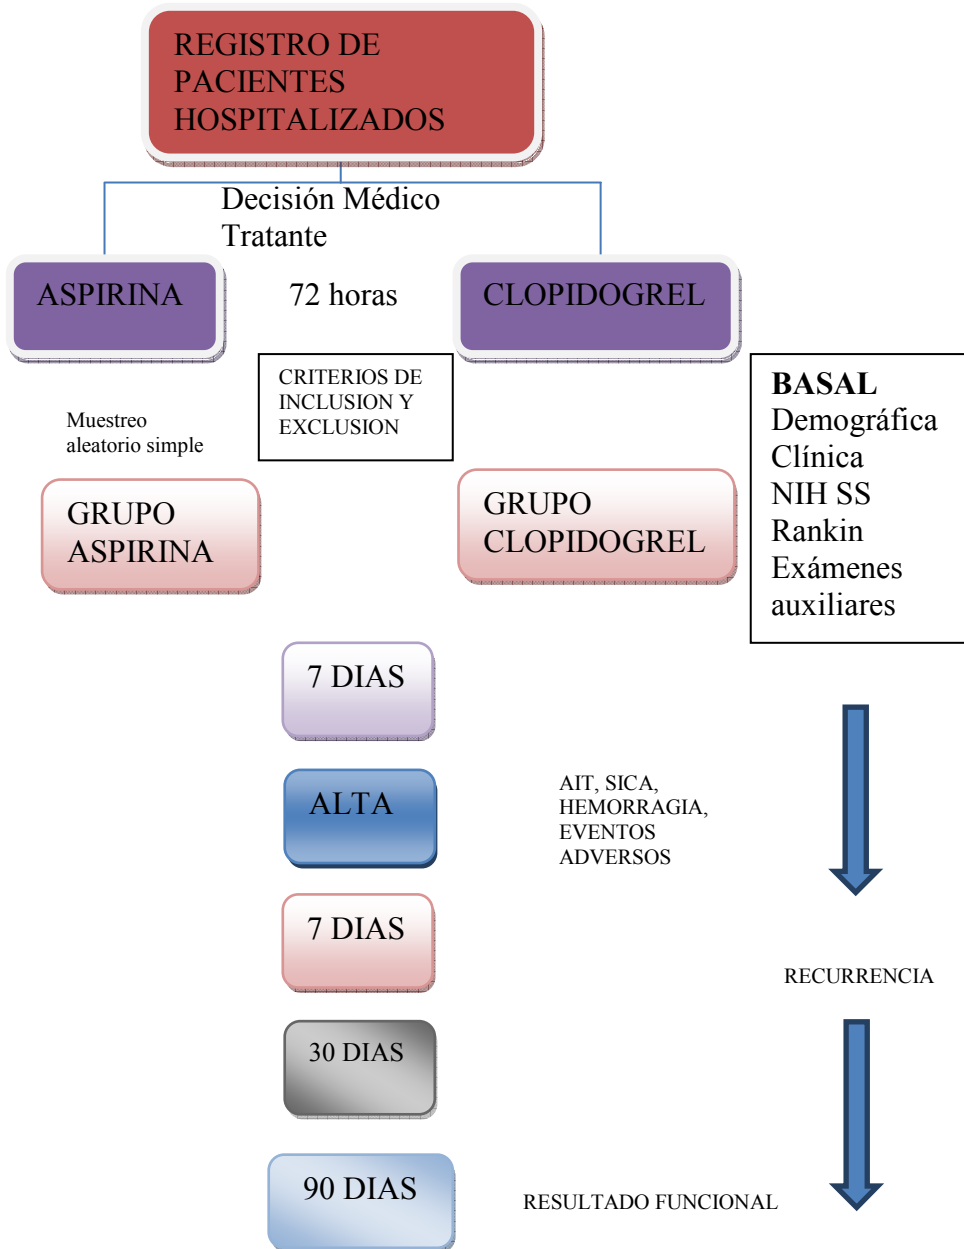 REGISTRO DE
PACIENTES
HOSPITALIZADOS
Decisión Médico
Tratante
ASPIRINA
72 horas
CLOPIDOGREL
CRITERIOS DE
INCLUSION Y
EXCLUSION
Muestreo
aleatorio simple
GRUPO
ASPIRINA
GRUPO
CLOPIDOGREL
BASAL
Demográfica
Clínica
NIH SS
Rankin
Exámenes
auxiliares
7 DIAS
ALTA
AIT, SICA,
HEMORRAGIA,
EVENTOS
ADVERSOS
7 DIAS
RECURRENCIA
30 DIAS
90 DIAS
RESULTADO FUNCIONAL